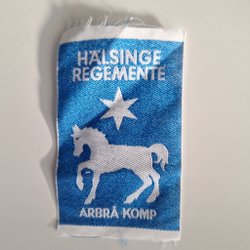 HÄLSINGE
REGEMENTE
ARBRÅ KOMP